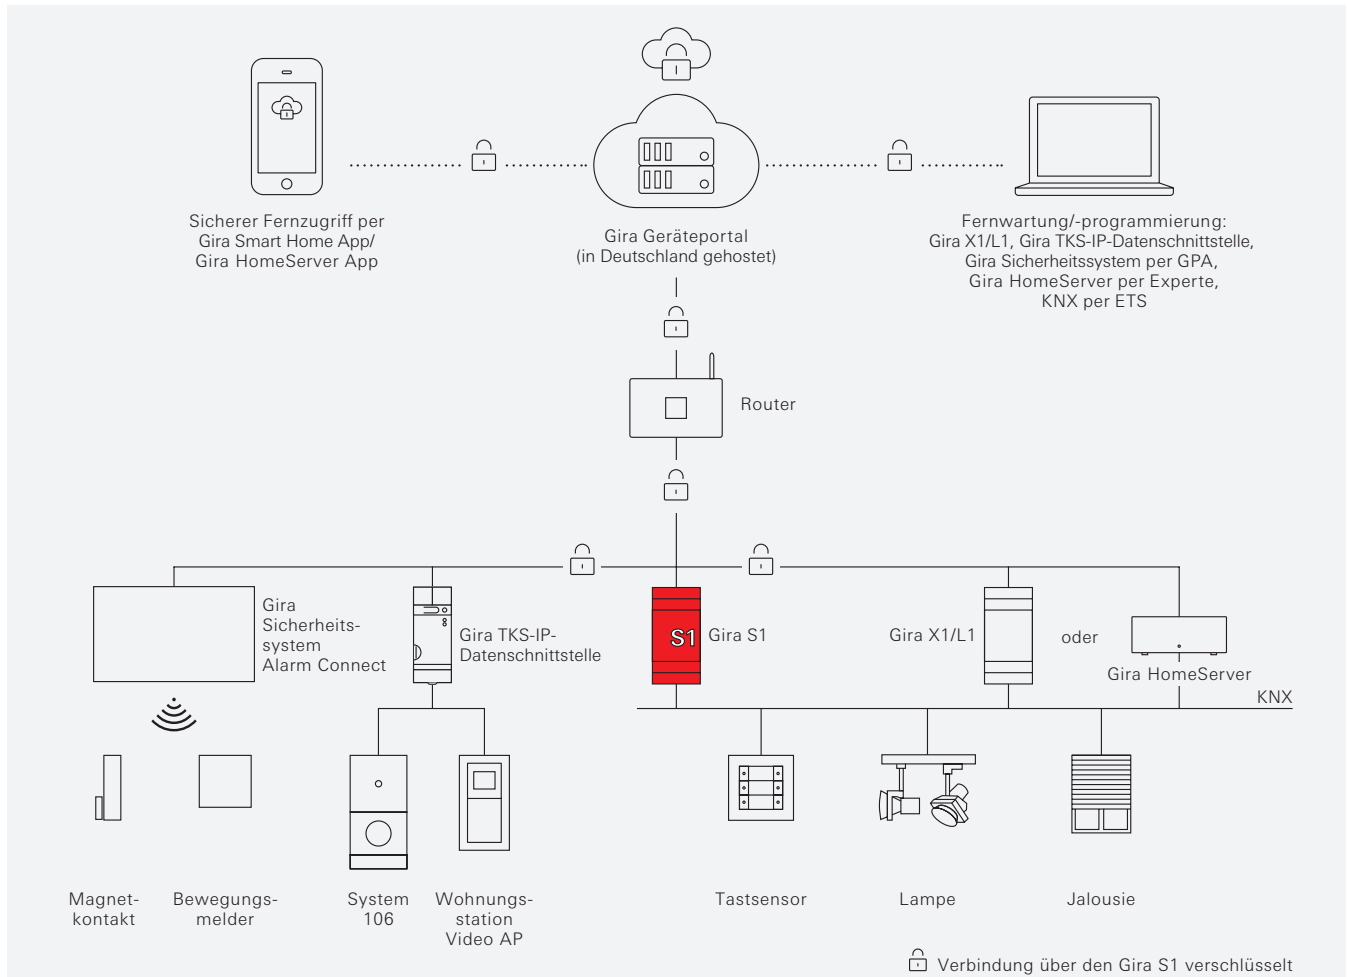 Sicherer Fernzugriff per
Gira Smart Home App/
Gira HomeServer App
Gira Geräteportal
(in Deutschland gehostet)
Fernwartung/-programmierung:
Gira X1/L1, Gira TKS-IP-Datenschnittstelle,
Gira Sicherheitssystem per GPA,
Gira HomeServer per Experte,
KNX per ETS
Router
Gira
Sicherheits-
system
Alarm Connect
Gira TKS-IP-
Datenschnittstelle
S1
Gira S1
Gira X1/L1
oder
Gira HomeServer
KNX
Magnet-
kontakt
Bewegungs-
melder
System
106
Wohnungs-
station
Video AP
Tastsensor
Lampe
Jalousie
Verbindung über den Gira S1 verschlüsselt